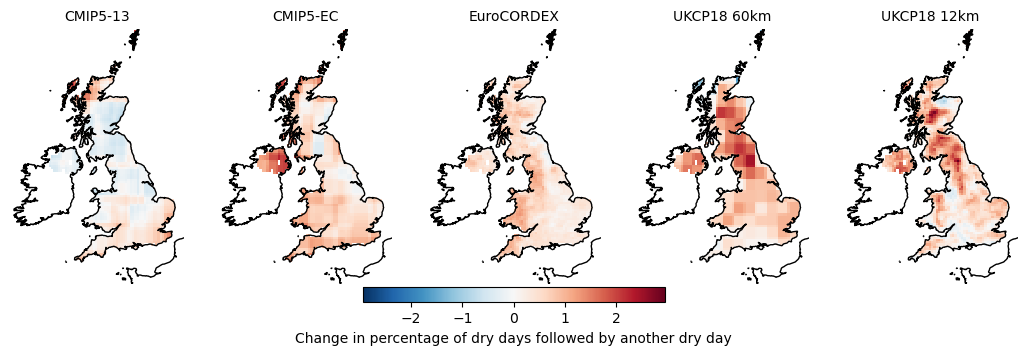 CMIP5-13 CMIP5-EC EuroCORDEX UKCP18 60km UKCP18 12km
−2 −1 0 1 2
Change in percentage of dry days followed by another dry day